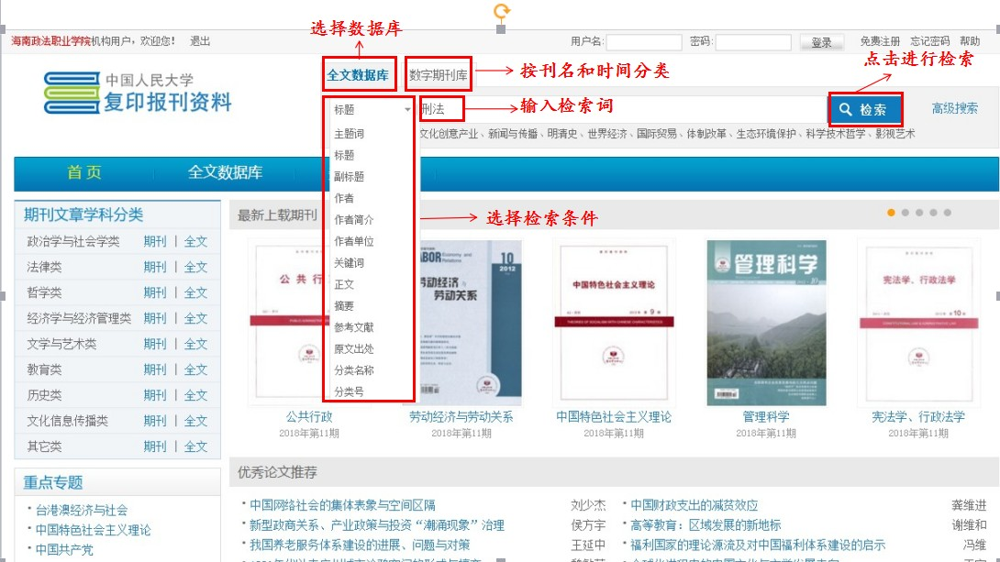 选择数据库
海南政法职业学院机构用户，欢迎您！ 退出
用户名: 密码: 登录 免费注册 忘记密码 帮助
点击进行检索
中国人民大学
复印报刊资料
全文数据库 数字期刊库 按刊名和时间分类
标题 刑法 输入检索词 检索 高级检索
文化创意产业、新闻与传播、明清史、世界经济、国际贸易、体制改革、生态环境保护、科学技术哲学、影视艺术
主题词
标题
副标题
作者
作者简介
作者单位
关键词
正文
摘要
参考文献
原文出处
分类名称
分类号
选择检索条件
首页 全文数据库
期刊文章学科分类
政治学与社会学类 期刊 | 全文
法律类 期刊 | 全文
哲学类 期刊 | 全文
经济学与经济管理类 期刊 | 全文
文学与艺术类 期刊 | 全文
教育类 期刊 | 全文
历史类 期刊 | 全文
文化信息传播类 期刊 | 全文
其它类 期刊 | 全文
重点专题
·台港澳经济与社会
·中国特色社会主义理论
·中国共产党
最新上载期刊
公共行
LABOR Economy and Relations
10
2012
劳动经济与
劳动关系
中国特色社会主义理论
第9期
THEORIES OF SOCIALISM WITH CHINESE CHARACTERISTICS
管理科学
宪法学、行政法学
第10期
公共行政 劳动经济与劳动关系 中国特色社会主义理论 管理科学 宪法学、行政法学
2018年第11期 2018年第11期 2018年第11期 2018年第11期 2018年第11期
优秀论文推荐
·中国网络社会的集体表象与空间区隔 刘少杰
·新型政商关系、产业政策与投资“潮涌现象”治理 侯方宇
·我国养老服务体系建设的进展、问题与对策 王延中
·中国财政支出的减贫效应 龚维进
·高等教育：区域发展的新地标 谢维和
·福利国家的理论源流及对中国福利体系建设的启示 冯维